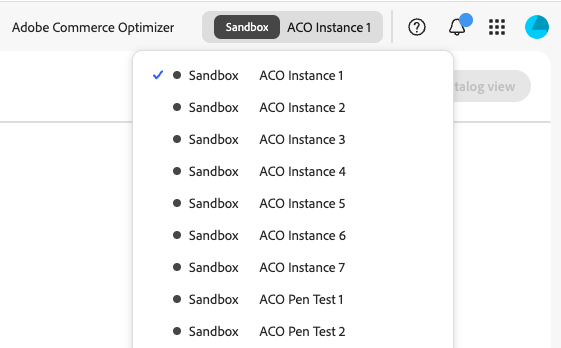 Adobe Commerce Optimizer Sandbox ACO Instance 1
Sandbox ACO Instance 1
talog view
Sandbox ACO Instance 2
Sandbox ACO Instance 3
Sandbox ACO Instance 4
Sandbox ACO Instance 5
Sandbox ACO Instance 6
Sandbox ACO Instance 7
Sandbox ACO Pen Test 1
Sandbox ACO Pen Test 2